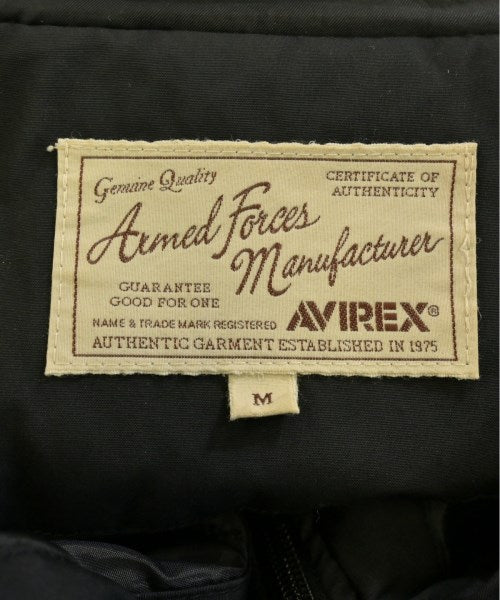 Genuine Quality
CERTIFICATE OF
AUTHENTICITY
Armed Forces
Manufacturer
GUARANTEE
GOOD FOR ONE
NAME & TRADE MARK REGISTERED
AVIREX®
AUTHENTIC GARMENT ESTABLISHED IN 1975
M